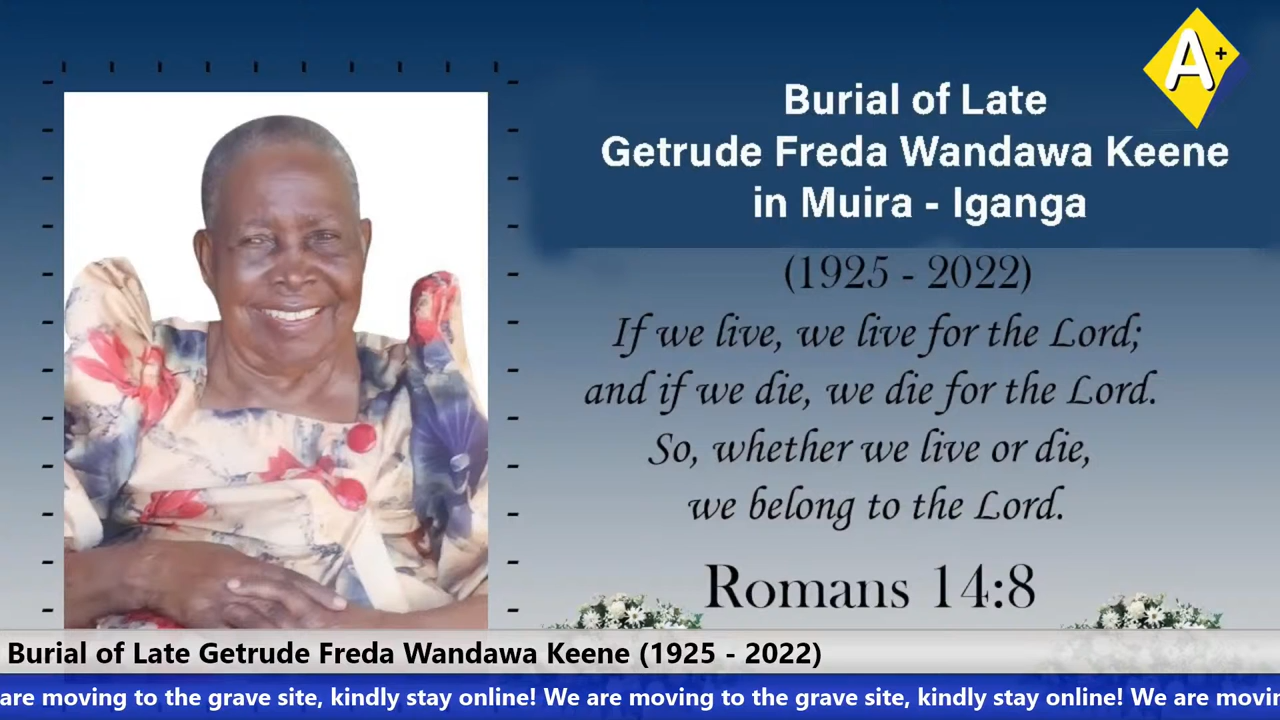 A+
Burial of Late
Getrude Freda Wandawa Keene
in Muira - Iganga
(1925 - 2022)
If we live, we live for the Lord;
and if we die, we die for the Lord.
So, whether we live or die,
we belong to the Lord.
Romans 14:8
Burial of Late Getrude Freda Wandawa Keene (1925 - 2022)
are moving to the grave site, kindly stay online! We are moving to the grave site, kindly stay online! We are movin